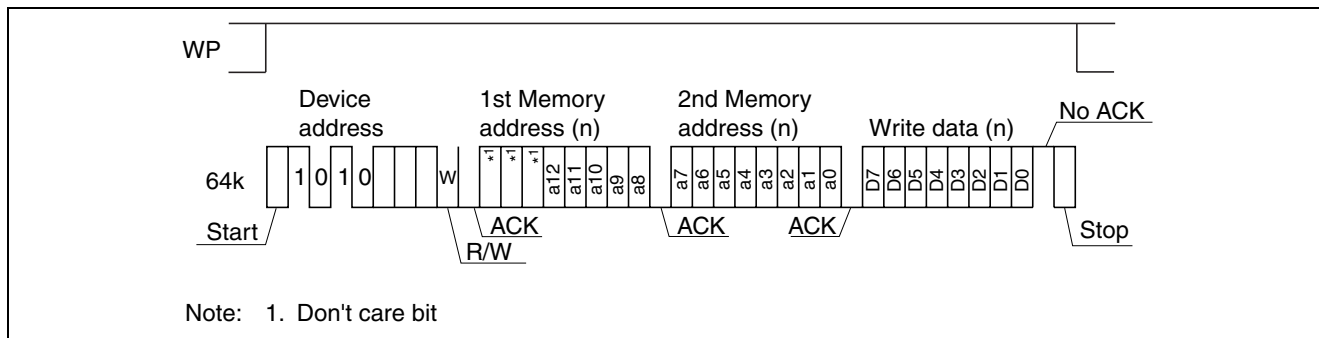 WP
Device address
1st Memory address (n)
2nd Memory address (n)
Write data (n)
No ACK
64k
1 0 1 0
W
*1 *1 *1 a12 a11 a10 a9 a8
a7 a6 a5 a4 a3 a2 a1 a0
D7 D6 D5 D4 D3 D2 D1 D0
Start
ACK
ACK
ACK
Stop
R/W
Note: 1. Don't care bit